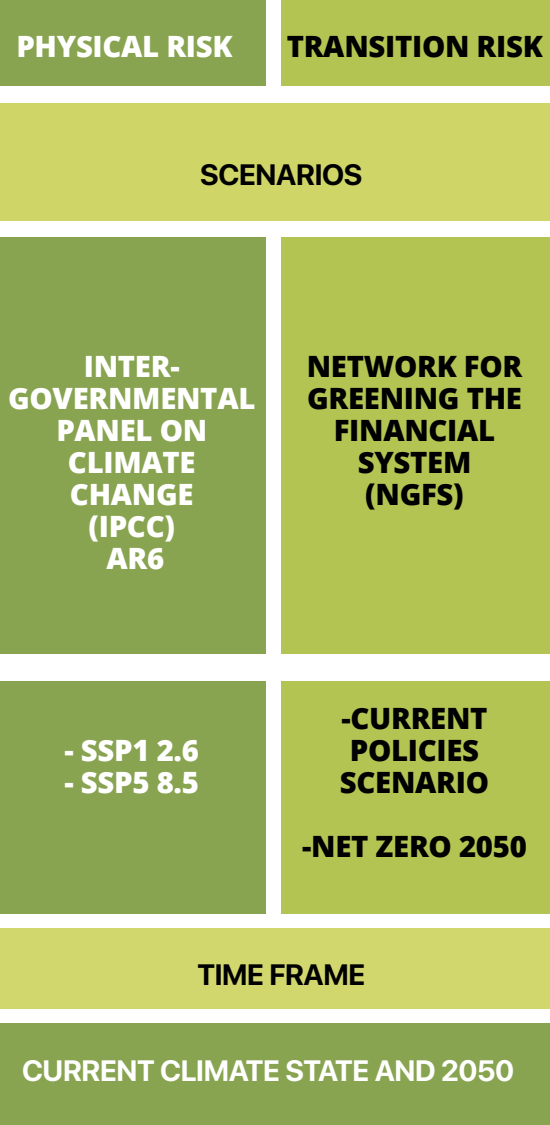 PHYSICAL RISK
TRANSITION RISK
SCENARIOS
INTER-
GOVERNMENTAL
PANEL ON
CLIMATE
CHANGE
(IPCC)
AR6
NETWORK FOR
GREENING THE
FINANCIAL
SYSTEM
(NGFS)
- SSP1 2.6
- SSP5 8.5
-CURRENT
POLICIES
SCENARIO
-NET ZERO 2050
TIME FRAME
CURRENT CLIMATE STATE AND 2050